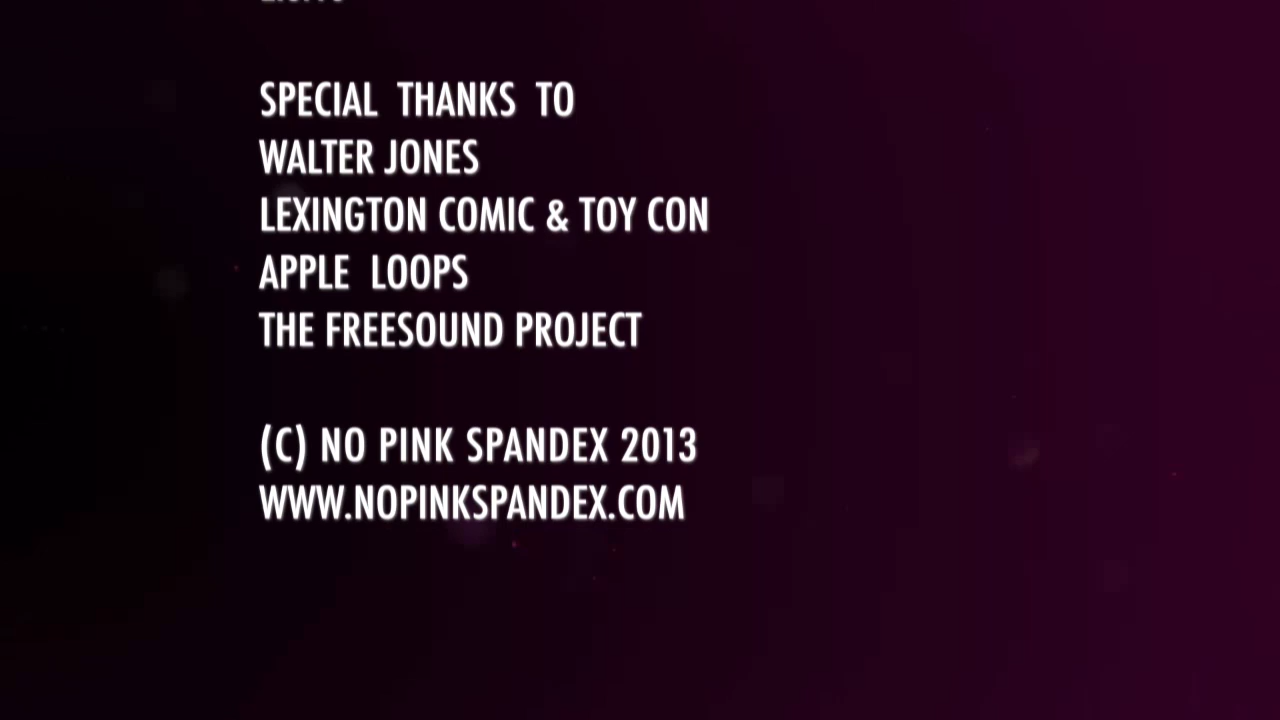 SPECIAL THANKS TO
WALTER JONES
LEXINGTON COMIC & TOY CON
APPLE LOOPS
THE FREESOUND PROJECT
(C) NO PINK SPANDEX 2013
WWW.NOPINKSPANDEX.COM